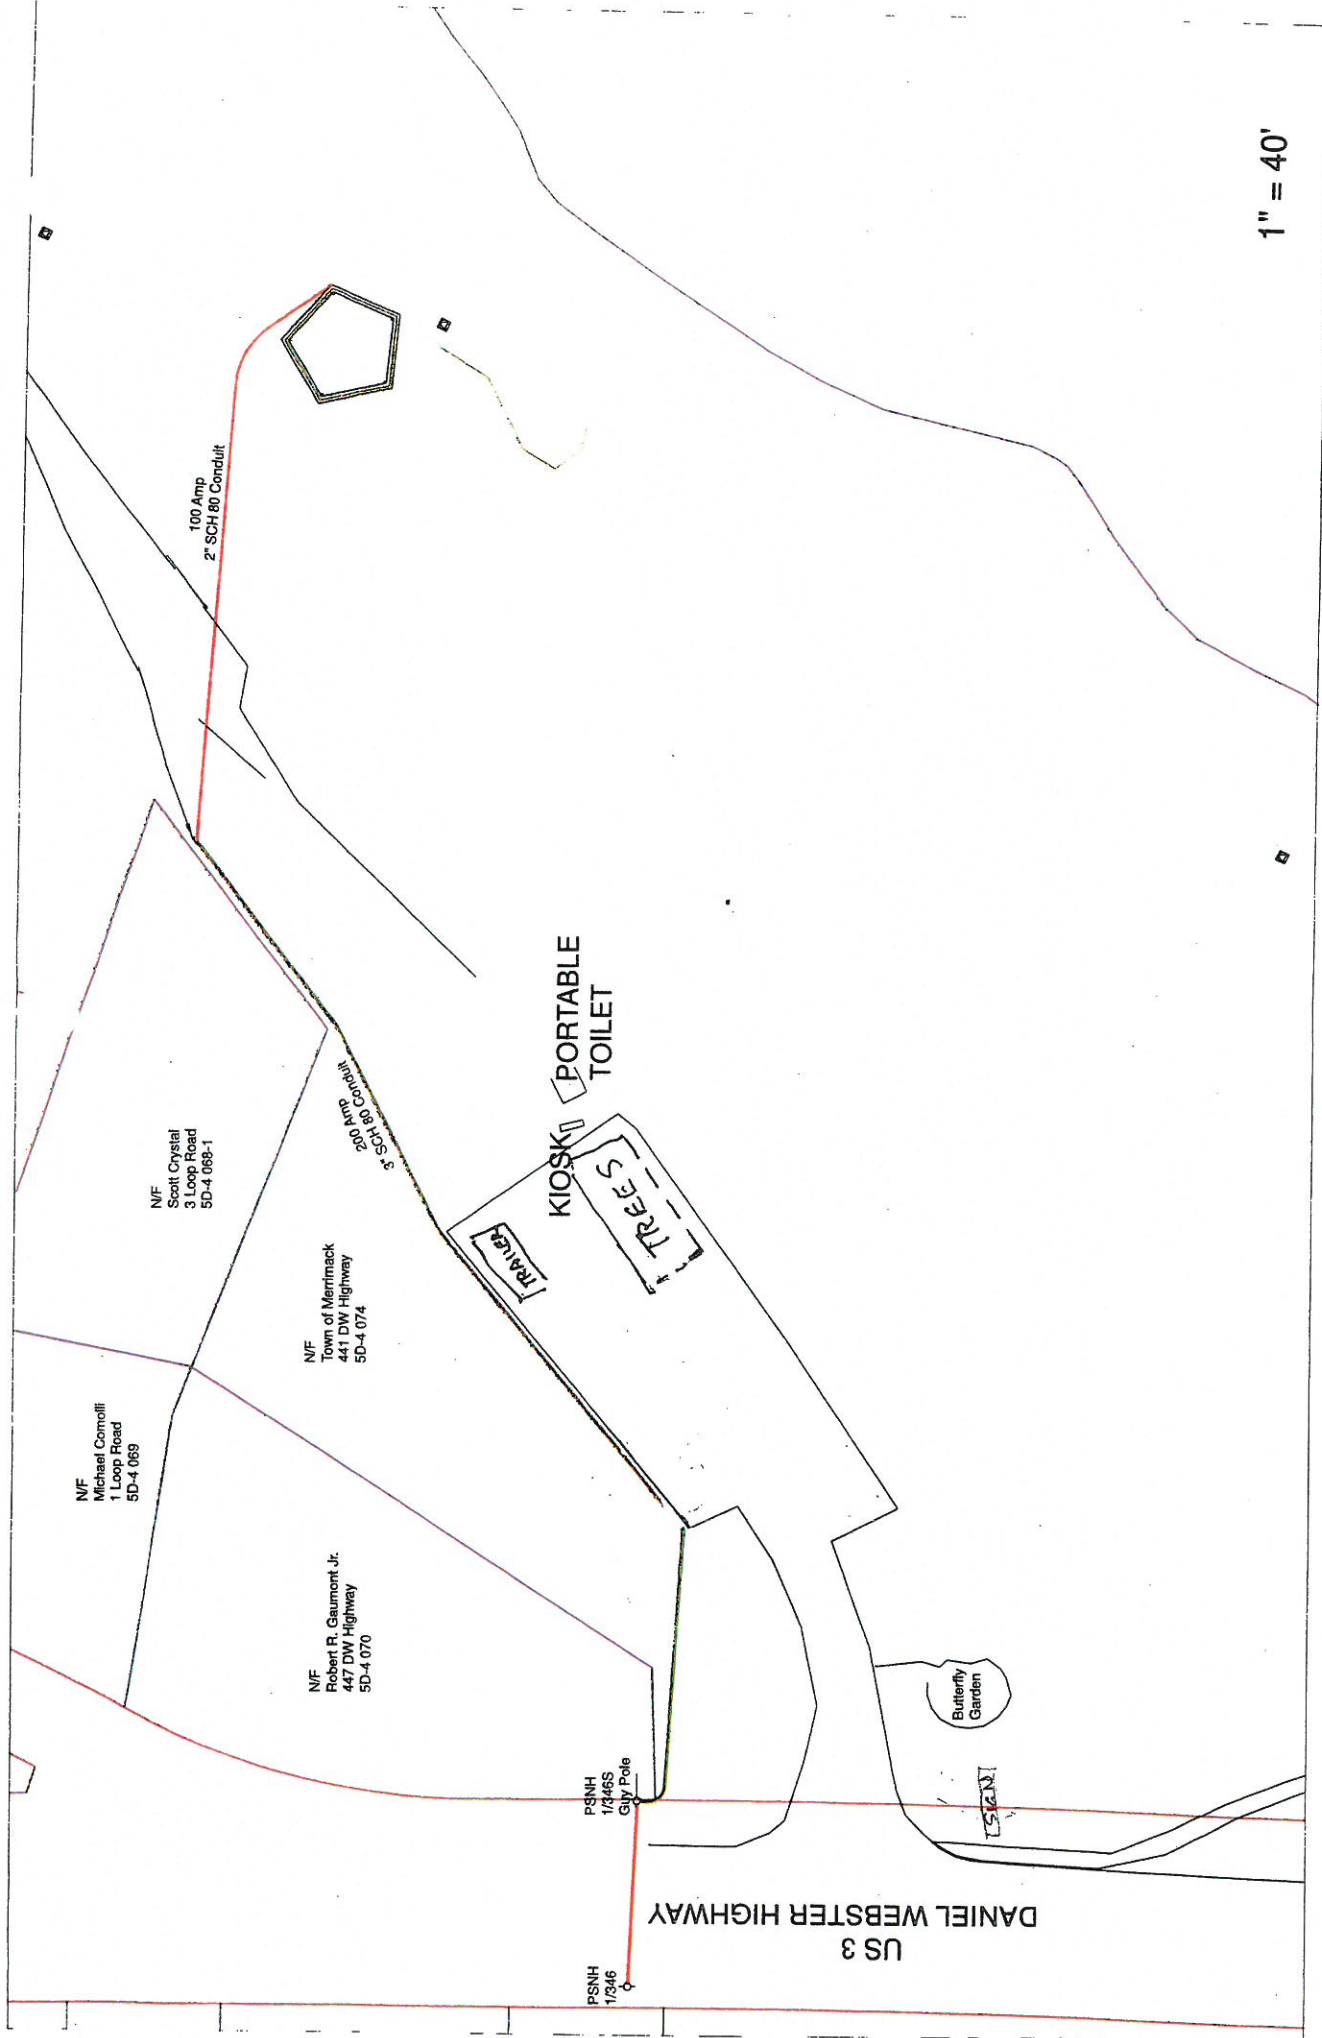 1" = 40'
100 Amp
2" SCH 80 Conduit
200 Amp
3" SCH 80 Conduit
N/F
Scott Crystal
3 Loop Road
5D-4 068-1
N/F
Town of Merrimack
441 DW Highway
5D-4 074
N/F
Michael Comolli
1 Loop Road
5D-4 069
N/F
Robert R. Gaumont Jr.
447 DW Highway
5D-4 070
KIOSK
PORTABLE
TOILET
TRAILER
TREES
Butterfly
Garden
SIGN
PSNH
1/346S
Guy Pole
PSNH
1/346
US 3
DANIEL WEBSTER HIGHWAY